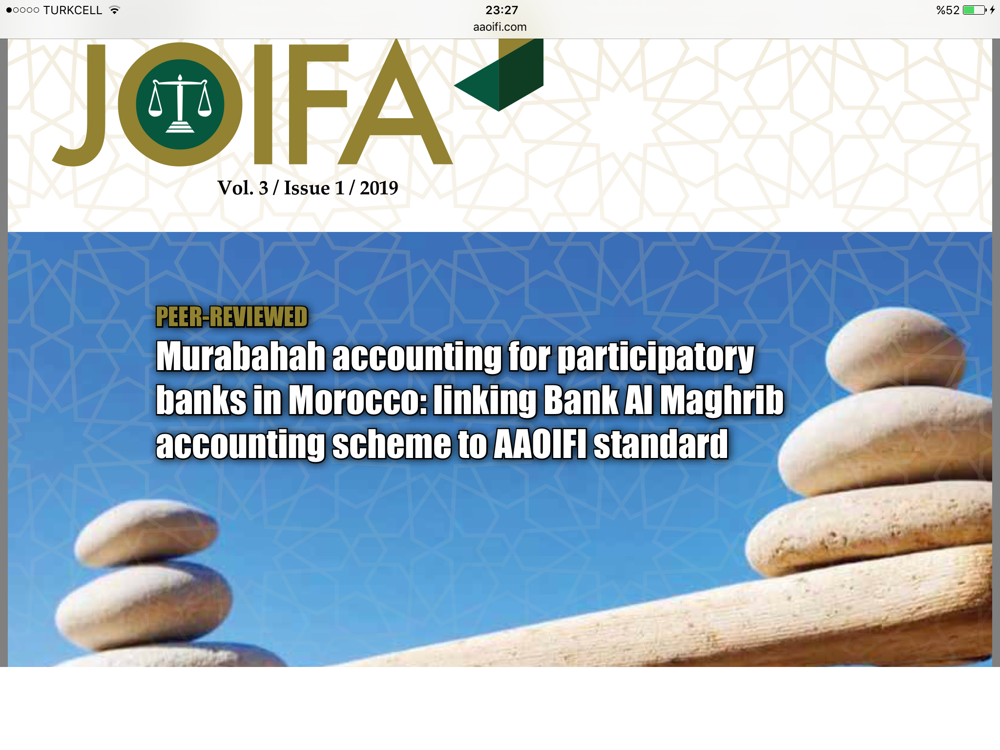 TURKCELL 23:27 %52
aaoifi.com
JOIFA
Vol. 3 / Issue 1 / 2019
PEER-REVIEWED
Murabahah accounting for participatory
banks in Morocco: linking Bank Al Maghrib
accounting scheme to AAOIFI standard